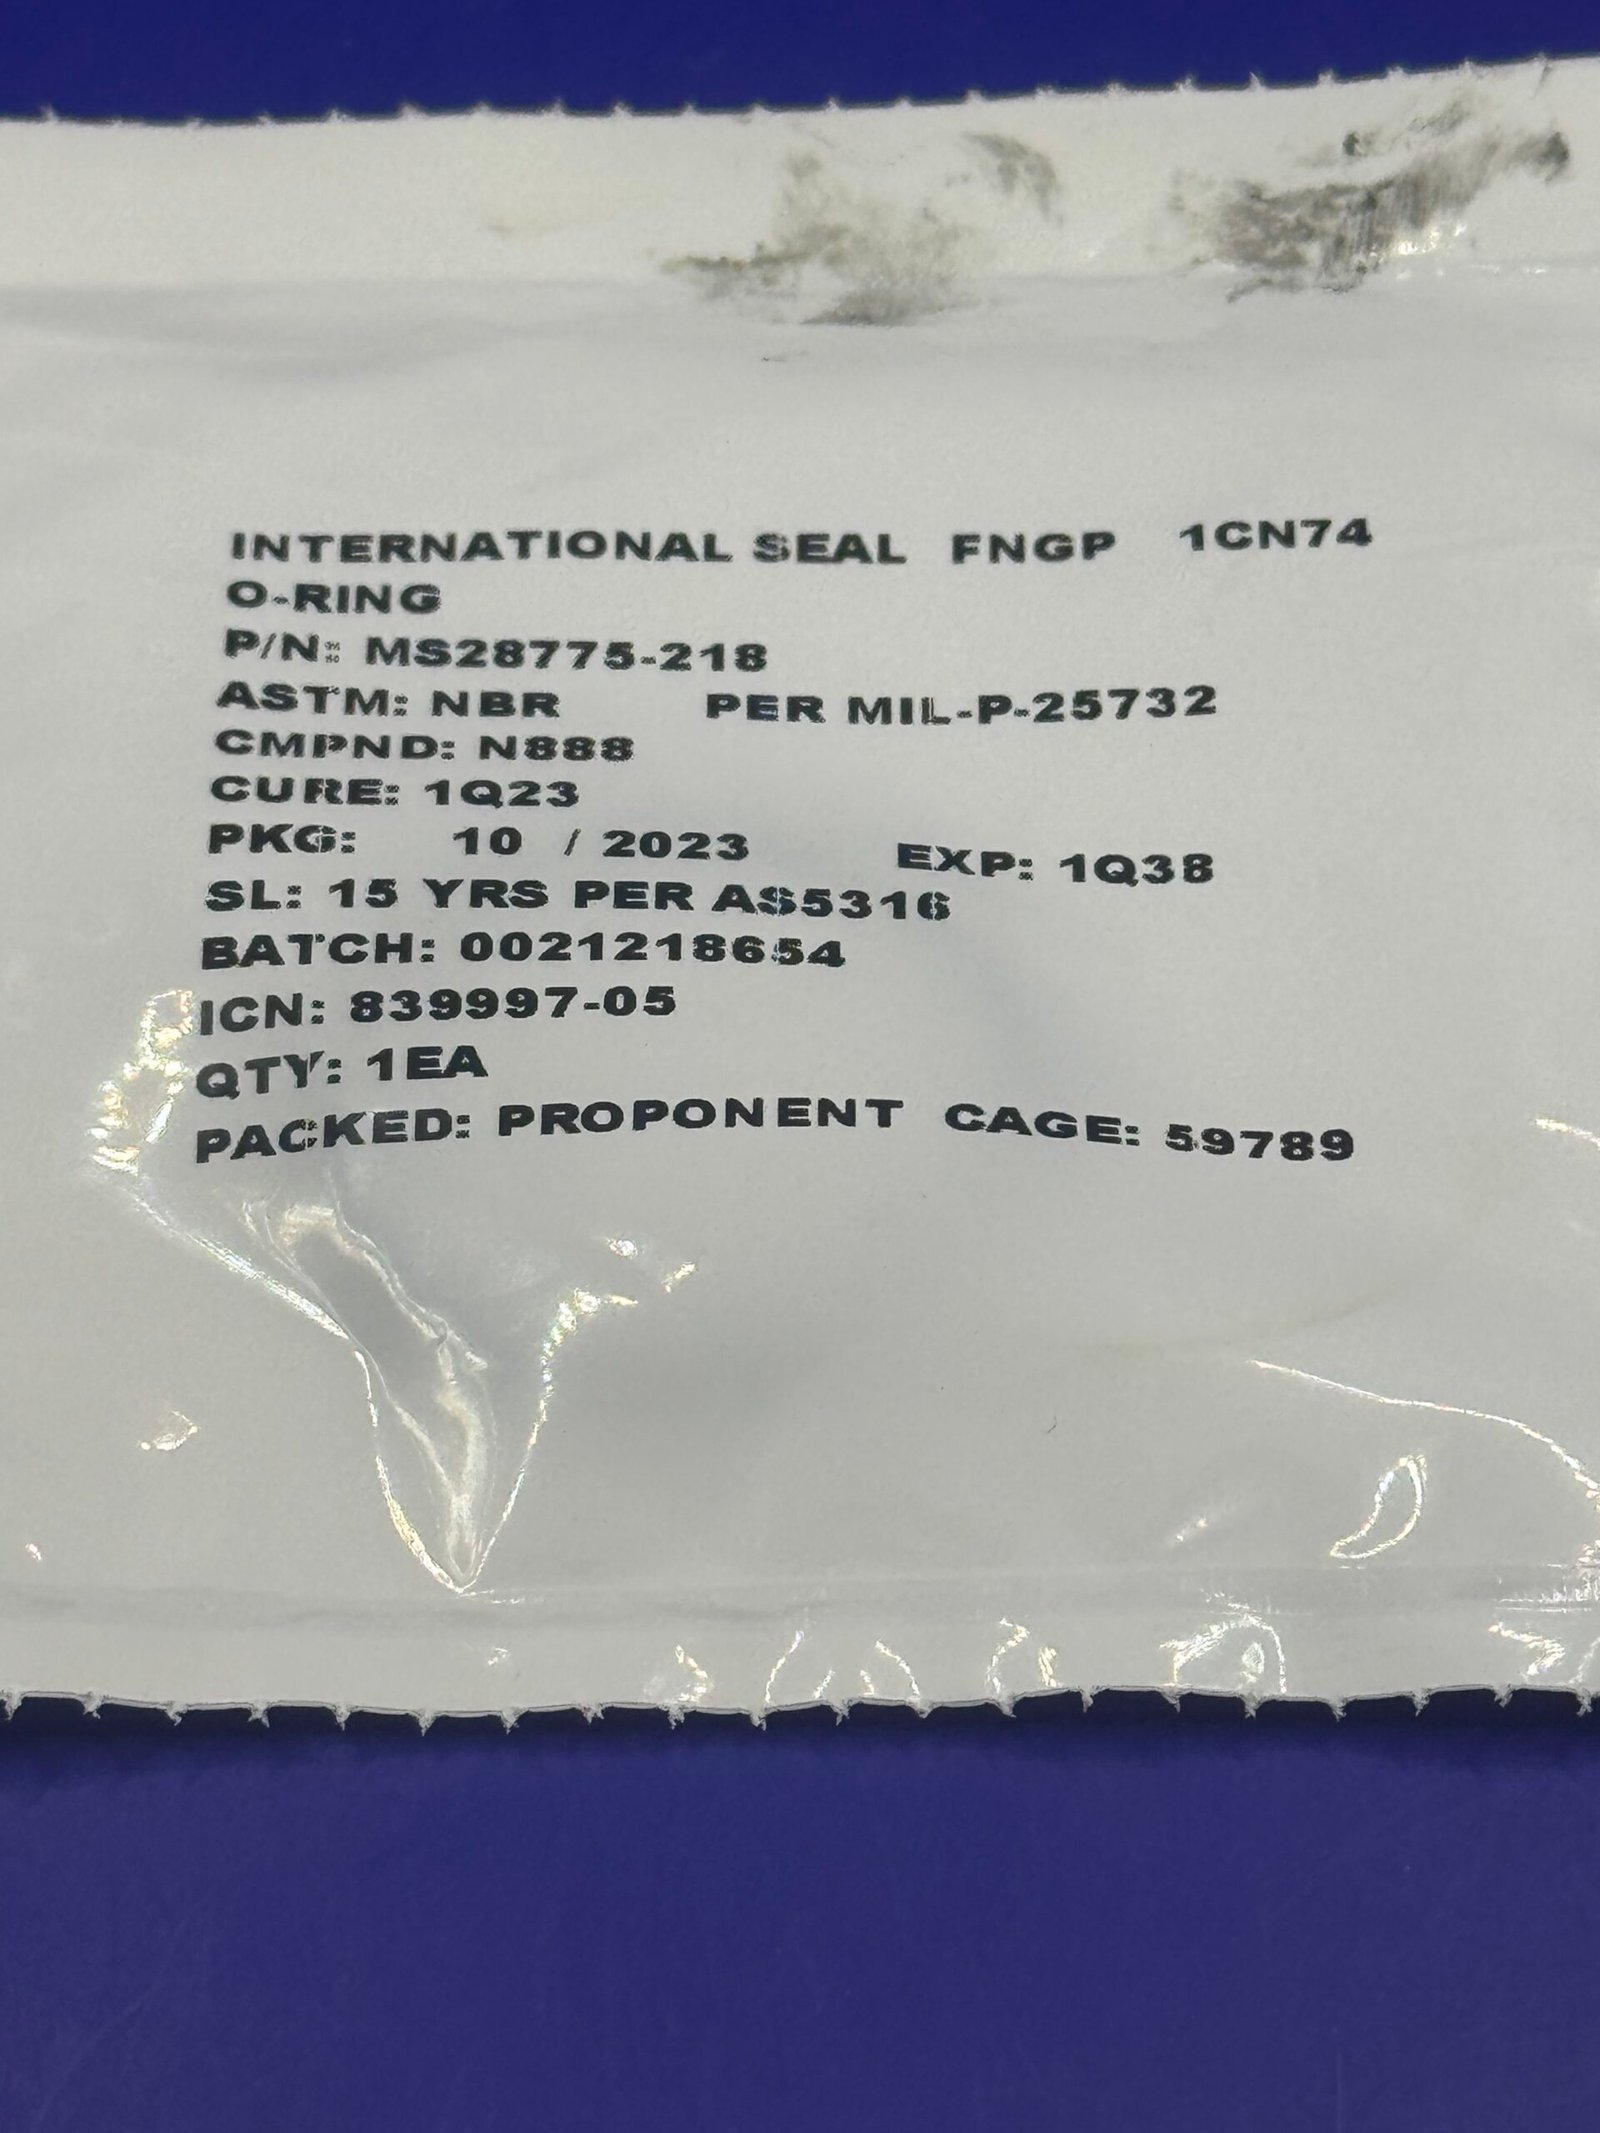 INTERNATIONAL SEAL FNGP 1CN74
O-RING
P/N: MS28775-218
ASTM: NBR PER MIL-P-25732
CMPND: N888
CURE: 1Q23
PKG: 10 / 2023 EXP: 1Q38
SL: 15 YRS PER AS5316
BATCH: 0021218654
ICN: 839997-05
QTY: 1EA
PACKED: PROPONENT CAGE: 59789